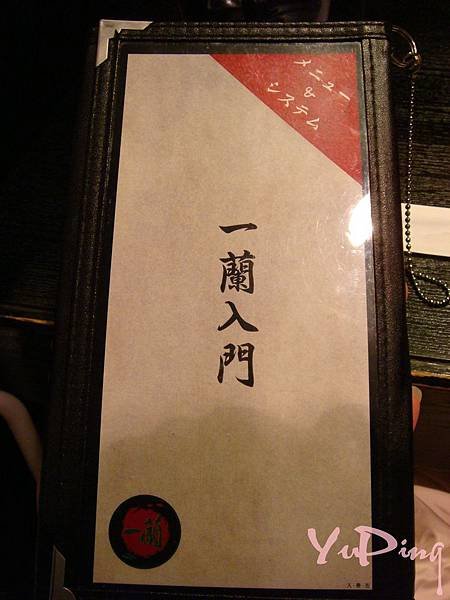 メニュー
&
システム
一蘭入門
一蘭
YuPing